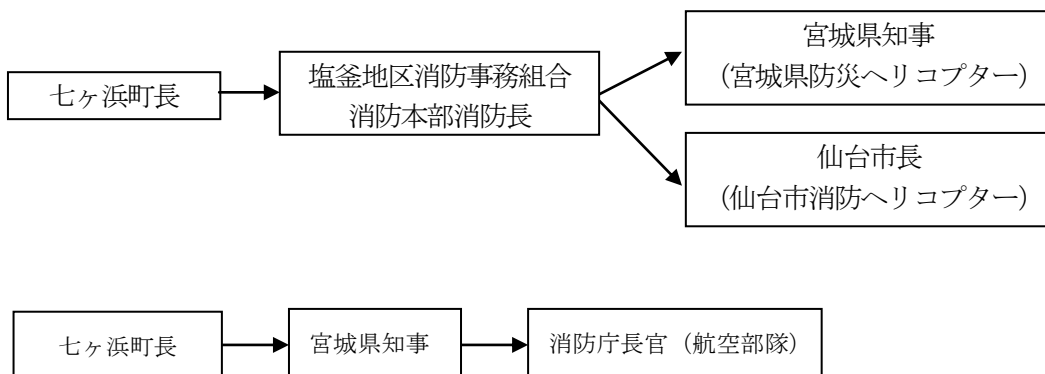 七ヶ浜町長
塩釜地区消防事務組合
消防本部消防長
宮城県知事
（宮城県防災ヘリコプター）
仙台市長
（仙台市消防ヘリコプター）
七ヶ浜町長
宮城県知事
消防庁長官（航空部隊）